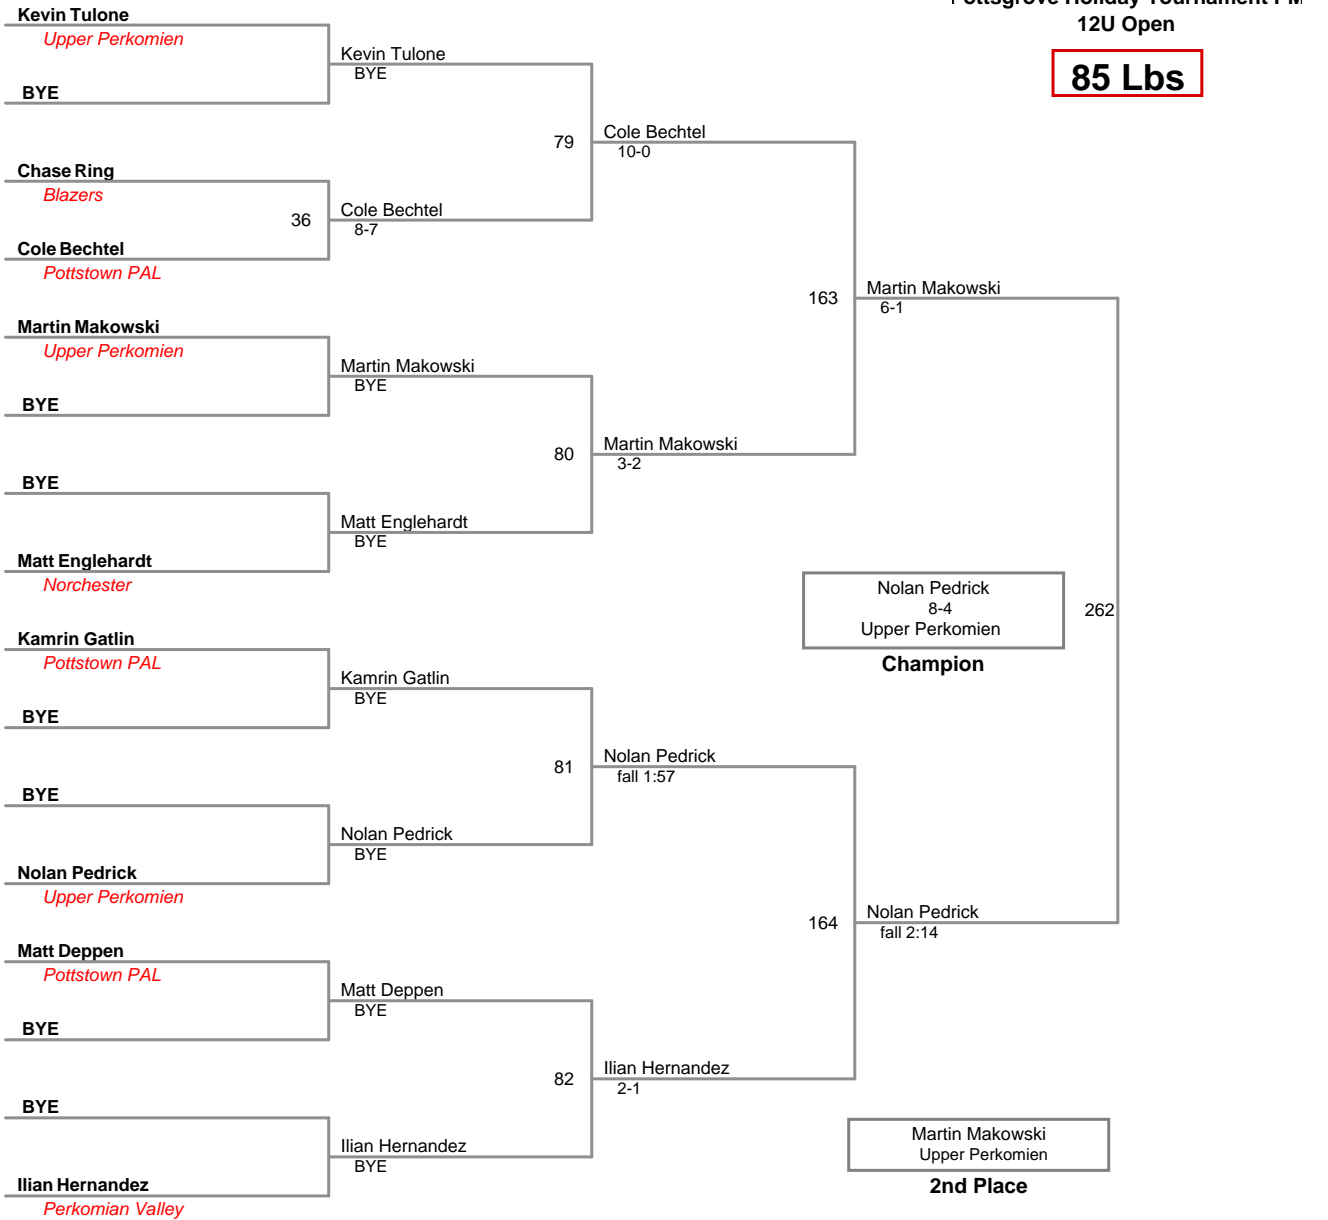 Pottsgrove Holiday Tournament PM
12U Open
85 Lbs
Kevin Tulone
Upper Perkomien
BYE
Chase Ring
Blazers
Cole Bechtel
Pottstown PAL
Martin Makowski
Upper Perkomien
BYE
BYE
Matt Englehardt
Norchester
Kamrin Gatlin
Pottstown PAL
BYE
BYE
Nolan Pedrick
Upper Perkomien
Matt Deppen
Pottstown PAL
BYE
BYE
Ilian Hernandez
Perkomian Valley
Kevin Tulone
BYE
36
Cole Bechtel
8-7
Martin Makowski
BYE
Matt Englehardt
BYE
Kamrin Gatlin
BYE
Nolan Pedrick
BYE
Matt Deppen
BYE
Ilian Hernandez
BYE
79
Cole Bechtel
10-0
80
Martin Makowski
3-2
81
Nolan Pedrick
fall 1:57
82
Ilian Hernandez
2-1
163
Martin Makowski
6-1
164
Nolan Pedrick
fall 2:14
262
Nolan Pedrick
8-4
Upper Perkomien
Champion
Martin Makowski
Upper Perkomien
2nd Place